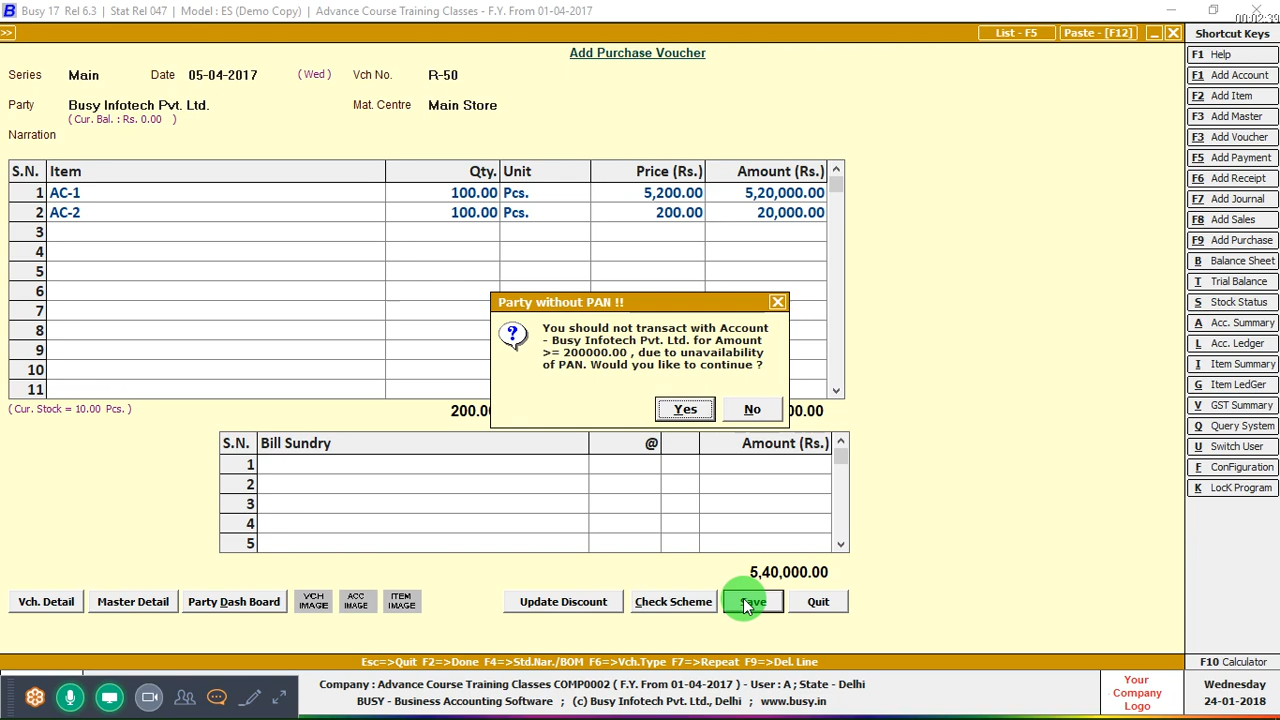 Busy 17 Rel 6.3 | Stat Rel 047 | Model : ES (Demo Copy) | Advance Course Training Classes - F.Y. From 01-04-2017
00:02:39
>>
List - F5
Paste - [F12]
Shortcut Keys
Add Purchase Voucher
Series Main Date 05-04-2017 (Wed) Vch No. R-50
Party Busy Infotech Pvt. Ltd. Mat. Centre Main Store
(Cur. Bal. : Rs. 0.00 )
Narration
S.N. Item Qty. Unit Price (Rs.) Amount (Rs.)
1 AC-1 100.00 Pcs. 5,200.00 5,20,000.00
2 AC-2 100.00 Pcs. 200.00 20,000.00
3
4
5
6
7
8
9
10
11
(Cur. Stock = 10.00 Pcs. )
Party without PAN !!
You should not transact with Account
- Busy Infotech Pvt. Ltd. for Amount
>= 200000.00 , due to unavailability
of PAN. Would you like to continue ?
Yes No
S.N. Bill Sundry @ Amount (Rs.)
1
2
3
4
5
5,40,000.00
Vch. Detail
Master Detail
Party Dash Board
VCH IMAGE
ACC IMAGE
ITEM IMAGE
Update Discount
Check Scheme
Save
Quit
Esc=>Quit F2=>Done F4=>Std.Nar./BOM F6=>Vch.Type F7=>Repeat F9=>Del. Line
Company : Advance Course Training Classes COMP0002 ( F.Y. From 01-04-2017 ) - User : A ; State - Delhi
BUSY - Business Accounting Software ; (c) Busy Infotech Pvt. Ltd., Delhi ; www.busy.in
F1 Help
F1 Add Account
F2 Add Item
F3 Add Master
F3 Add Voucher
F5 Add Payment
F6 Add Receipt
F7 Add Journal
F8 Add Sales
F9 Add Purchase
B Balance Sheet
T Trial Balance
S Stock Status
A Acc. Summary
L Acc. Ledger
I Item Summary
G Item LedGer
V GST Summary
Q Query System
U Switch User
F ConFiguration
K LocK Program
F10 Calculator
Your
Company
Logo
Wednesday
24-01-2018